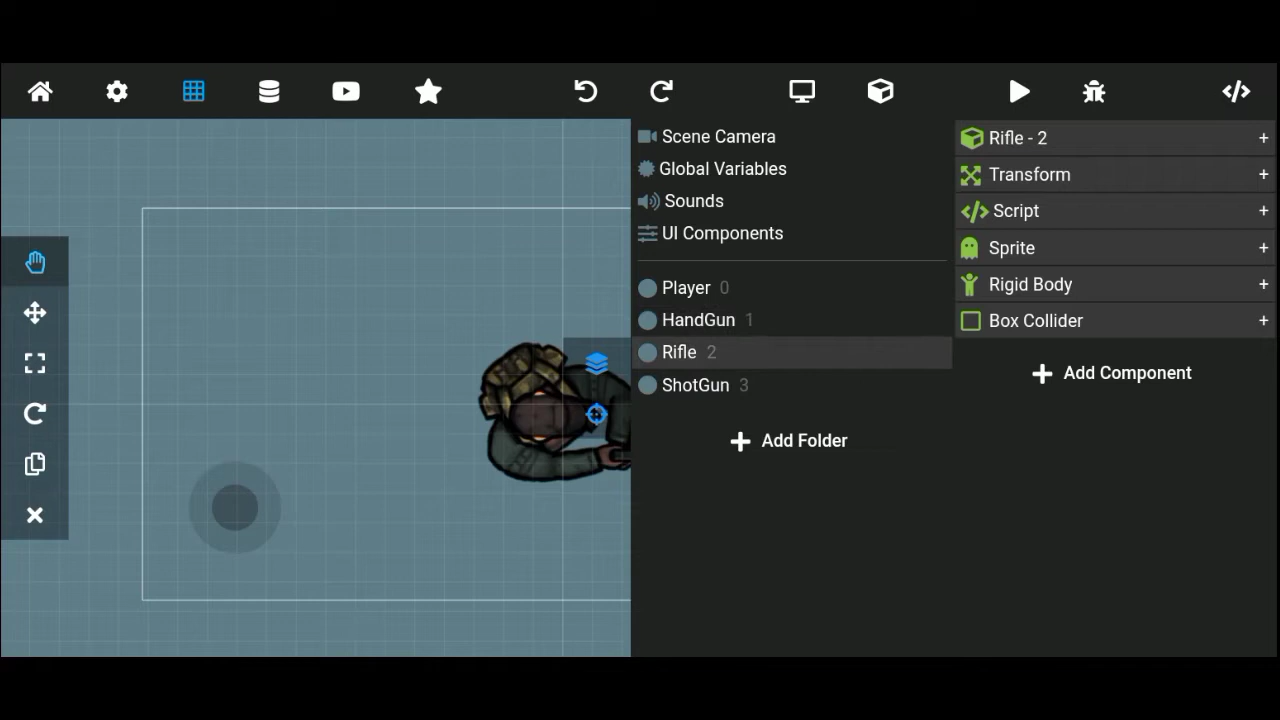 Scene Camera
Global Variables
Sounds
UI Components
Player 0
HandGun 1
Rifle 2
ShotGun 3
Add Folder
Rifle - 2 +
Transform +
Script +
Sprite +
Rigid Body +
Box Collider +
Add Component